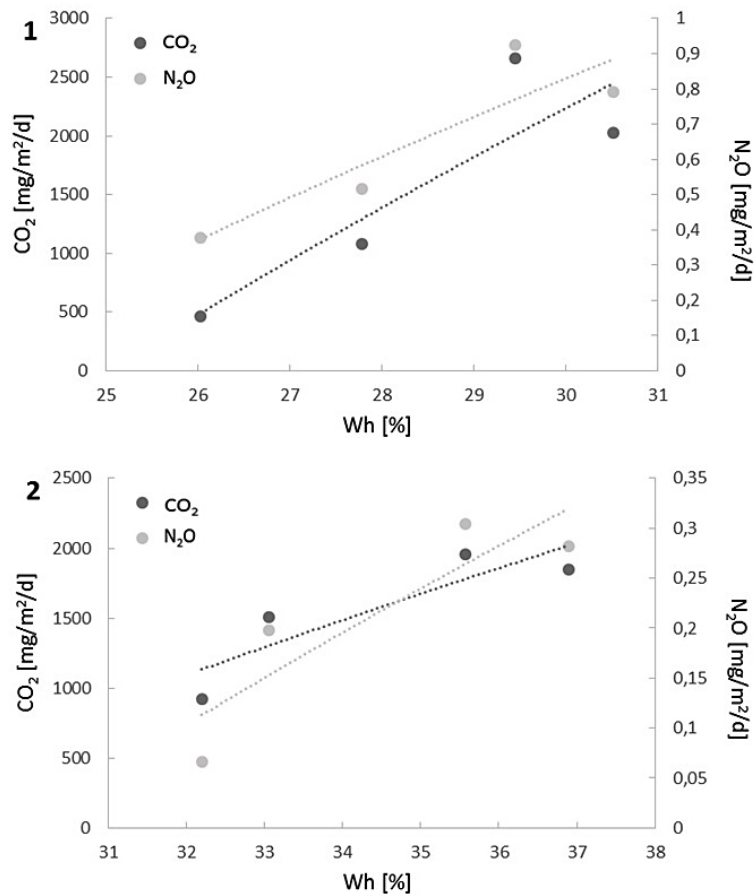 1
CO₂
N₂O
CO₂ [mg/m²/d]
3000
2500
2000
1500
1000
500
0
N₂O [mg/m²/d]
1
0,9
0,8
0,7
0,6
0,5
0,4
0,3
0,2
0,1
0
25 26 27 28 29 30 31
Wh [%]
2
CO₂
N₂O
CO₂ [mg/m²/d]
2500
2000
1500
1000
500
0
N₂O [mg/m²/d]
0,35
0,3
0,25
0,2
0,15
0,1
0,05
0
31 32 33 34 35 36 37 38
Wh [%]